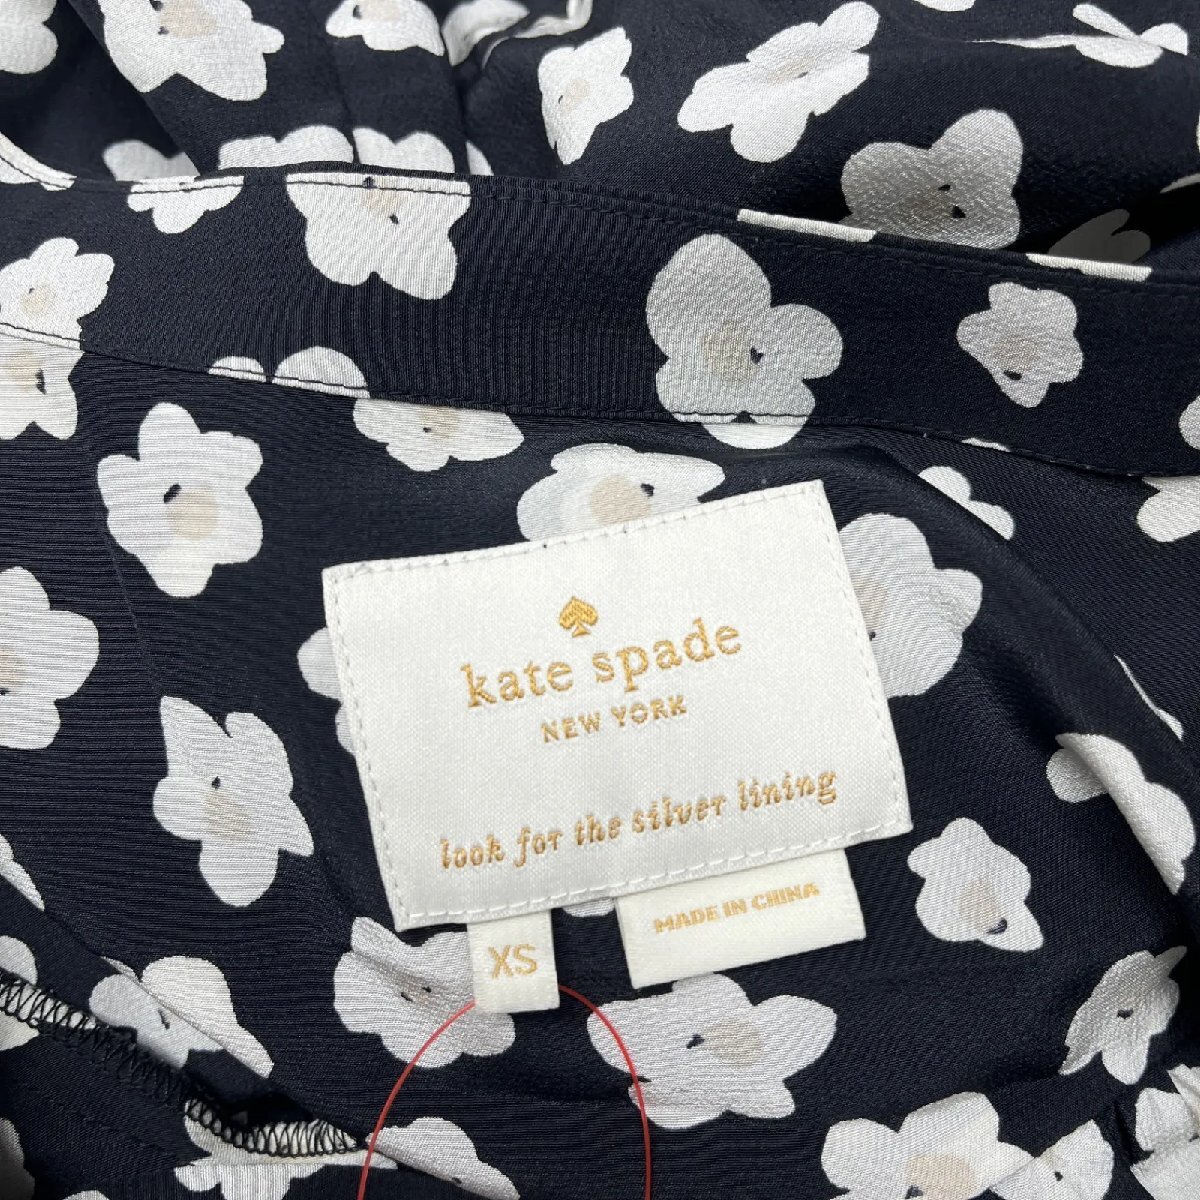 kate spade
NEW YORK
look for the silver lining
XS
MADE IN CHINA